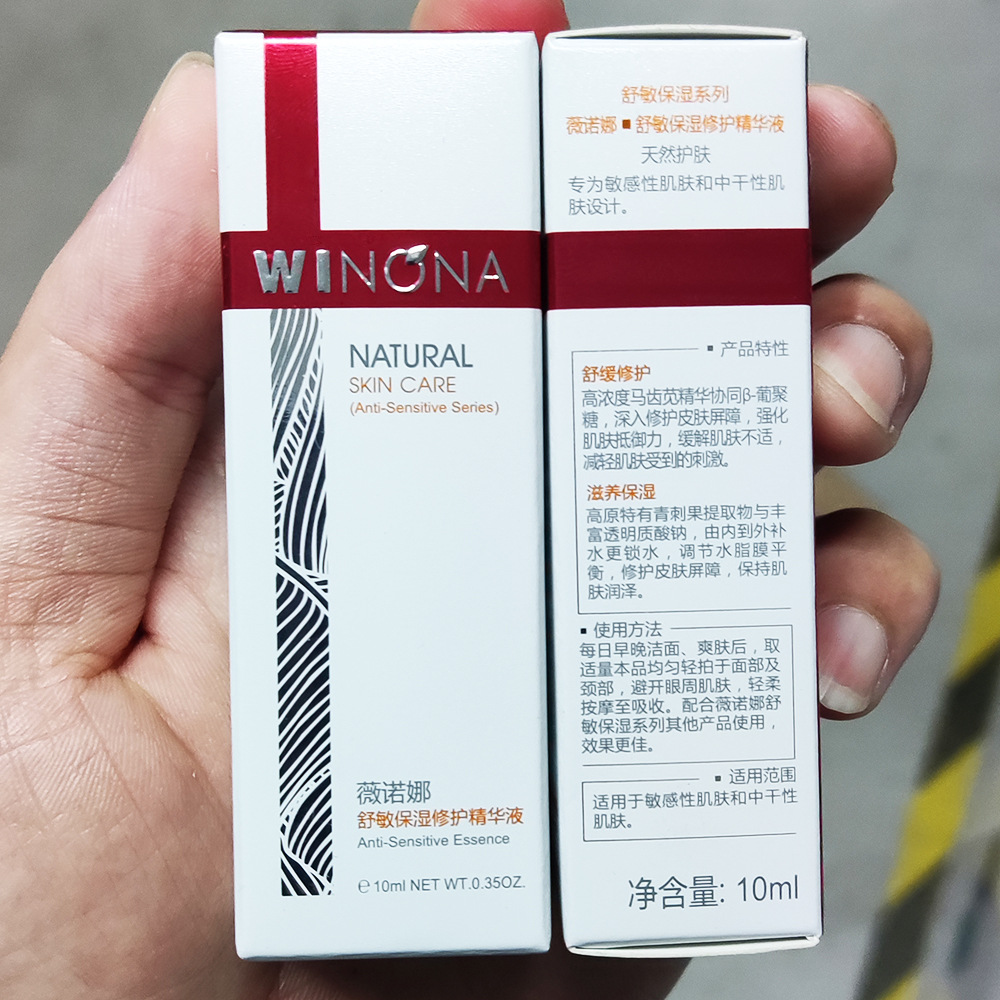 WINONA
NATURAL
SKIN CARE
(Anti-Sensitive Series)
薇诺娜
舒敏保湿修护精华液
Anti-Sensitive Essence
℮10ml NET WT.0.35OZ.
舒敏保湿系列
薇诺娜■舒敏保湿修护精华液
天然护肤
专为敏感性肌肤和中干性肌
肤设计。
■ 产品特性
舒缓修护
高浓度马齿苋精华协同β-葡聚
糖，深入修护皮肤屏障，强化
肌肤抵御力，缓解肌肤不适，
减轻肌肤受到的刺激。
滋养保湿
高原特有青刺果提取物与丰
富透明质酸钠，由内到外补
水更锁水，调节水脂膜平
衡，修护皮肤屏障，保持肌
肤润泽。
■ 使用方法
每日早晚洁面、爽肤后，取
适量本品均匀轻拍于面部及
颈部，避开眼周肌肤，轻柔
按摩至吸收。配合薇诺娜舒
敏保湿系列其他产品使用，
效果更佳。
■ 适用范围
适用于敏感性肌肤和中干性
肌肤。
净含量: 10ml